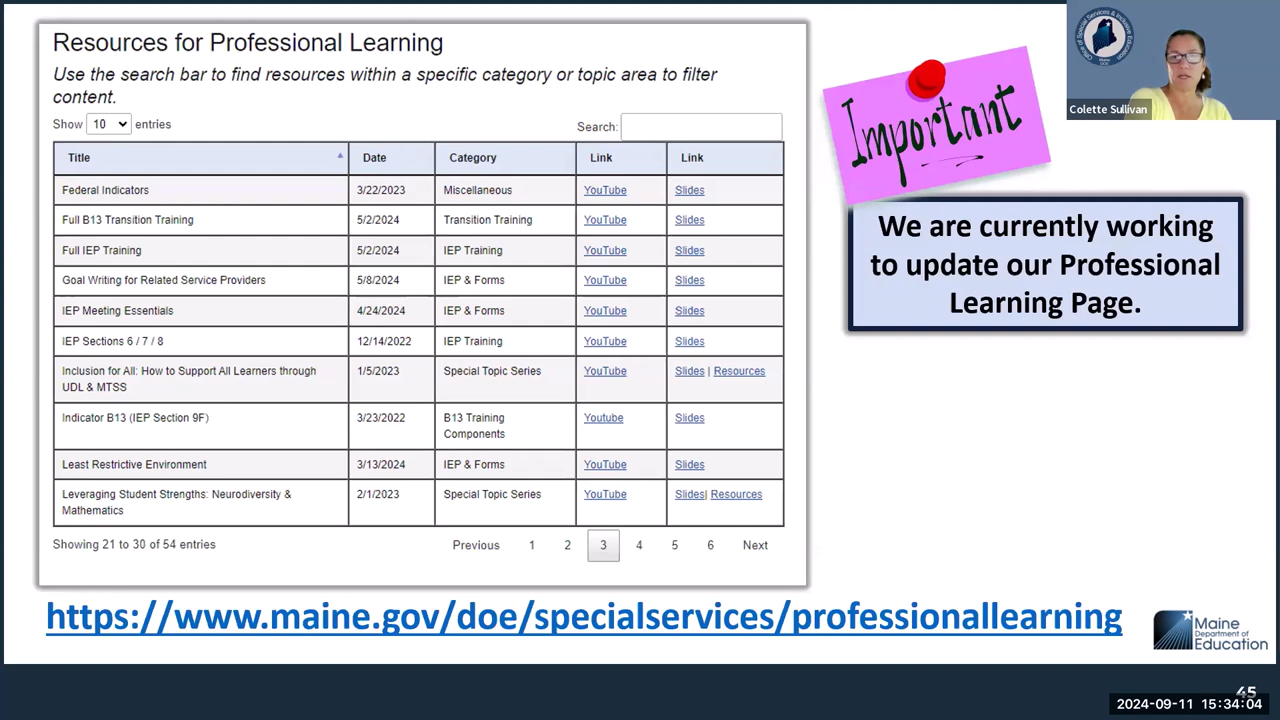 Resources for Professional Learning
Use the search bar to find resources within a specific category or topic area to filter
content.
Show 10 entries
Search:
Title Date Category Link Link
Federal Indicators 3/22/2023 Miscellaneous YouTube Slides
Full B13 Transition Training 5/2/2024 Transition Training YouTube Slides
Full IEP Training 5/2/2024 IEP Training YouTube Slides
Goal Writing for Related Service Providers 5/8/2024 IEP & Forms YouTube Slides
IEP Meeting Essentials 4/24/2024 IEP & Forms YouTube Slides
IEP Sections 6 / 7 / 8 12/14/2022 IEP Training YouTube Slides
Inclusion for All: How to Support All Learners through 1/5/2023 Special Topic Series YouTube Slides | Resources
UDL & MTSS
Indicator B13 (IEP Section 9F) 3/23/2022 B13 Training Youtube Slides
Components
Least Restrictive Environment 3/13/2024 IEP & Forms YouTube Slides
Leveraging Student Strengths: Neurodiversity & 2/1/2023 Special Topic Series YouTube Slides| Resources
Mathematics
Showing 21 to 30 of 54 entries
Previous 1 2 3 4 5 6 Next
Important
We are currently working
to update our Professional
Learning Page.
Office of Special Services & Inclusive Education
Maine
DOE
Colette Sullivan
https://www.maine.gov/doe/specialservices/professionallearning
Maine
Department of
Education
45
2024-09-11 15:34:04